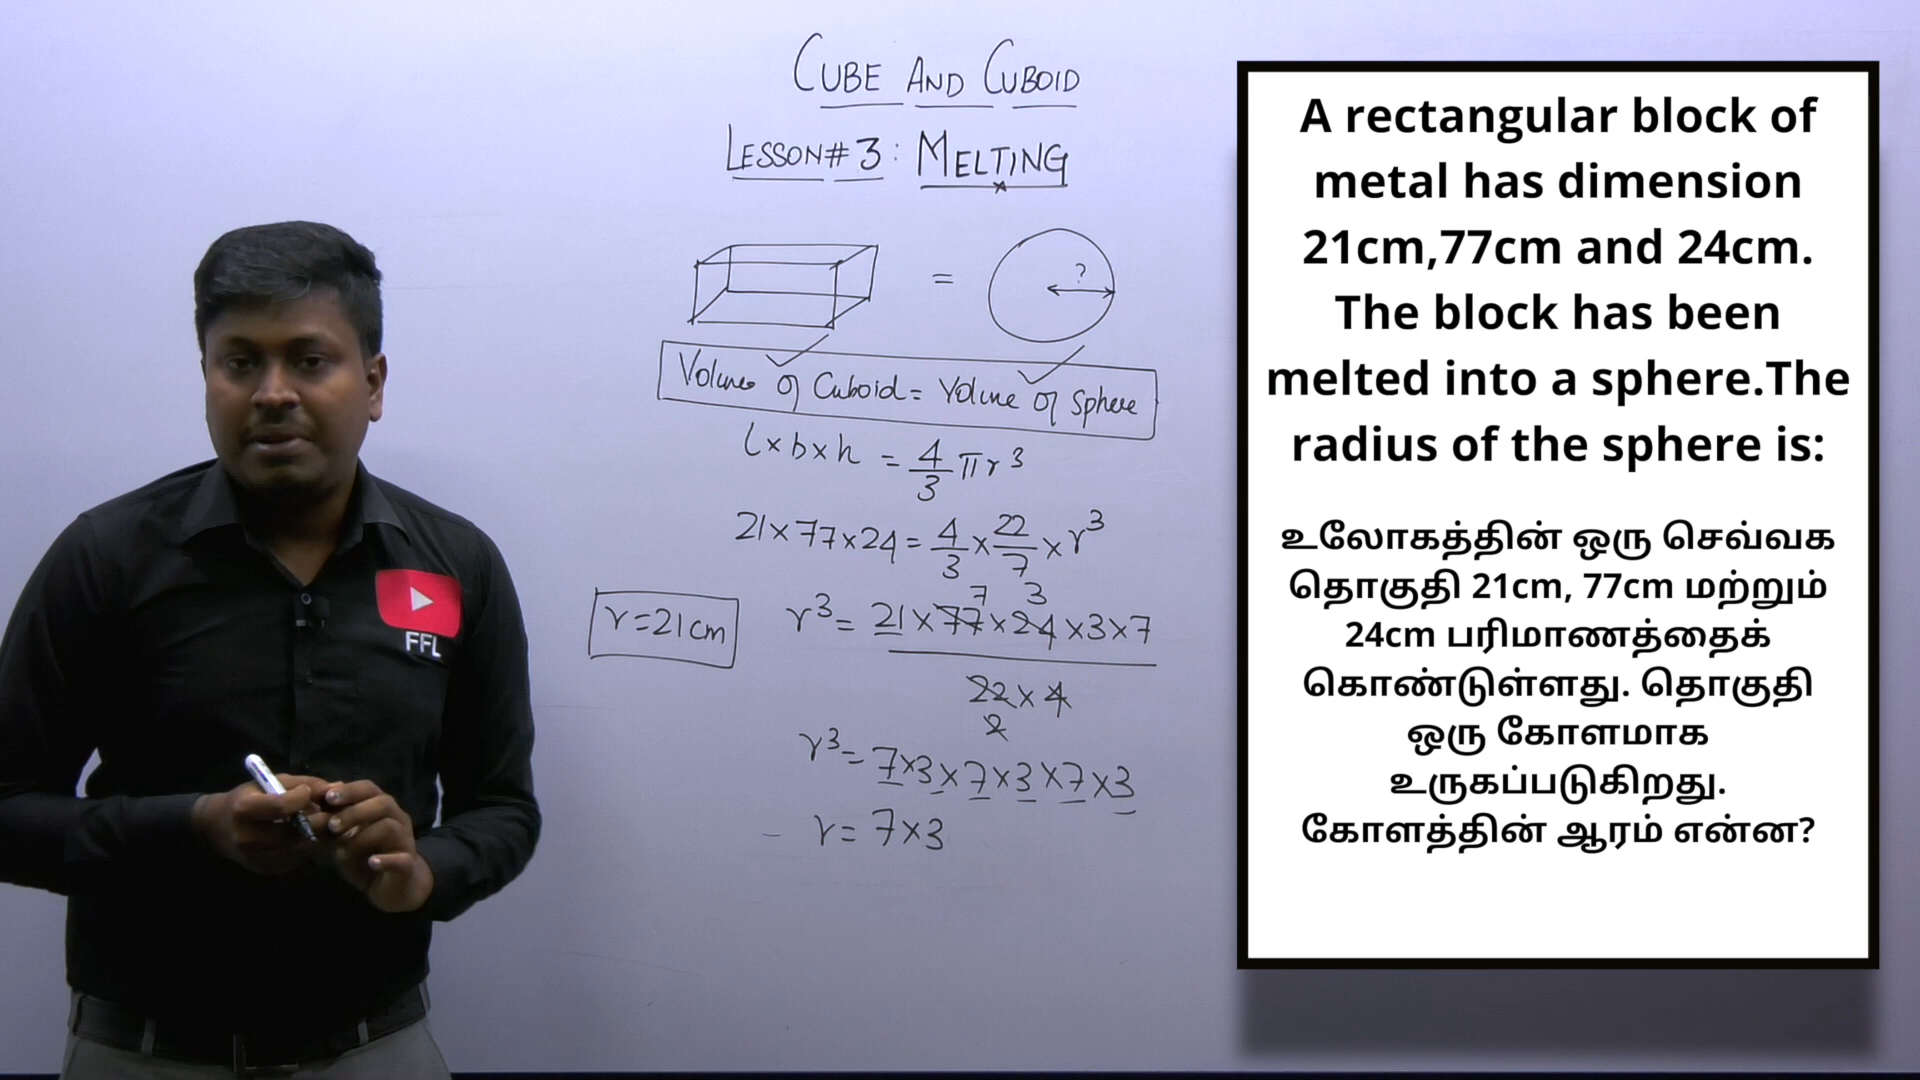 CUBE AND CUBOID
LESSON# 3 : MELTING
= ?
Volume of Cuboid = Volume of Sphere
l×b×h = 4/3 πr³
21×77×24 = 4/3 × 22/7 × r³
7 3
r³ = 21×77×24×3×7
22×4
2
r³ = 7×3×7×3×7×3
r = 7×3
r=21cm
FFL
A rectangular block of
metal has dimension
21cm,77cm and 24cm.
The block has been
melted into a sphere.The
radius of the sphere is:
உலோகத்தின் ஒரு செவ்வக
தொகுதி 21cm, 77cm மற்றும்
24cm பரிமாணத்தைக்
கொண்டுள்ளது. தொகுதி
ஒரு கோளமாக
உருகப்படுகிறது.
கோளத்தின் ஆரம் என்ன?